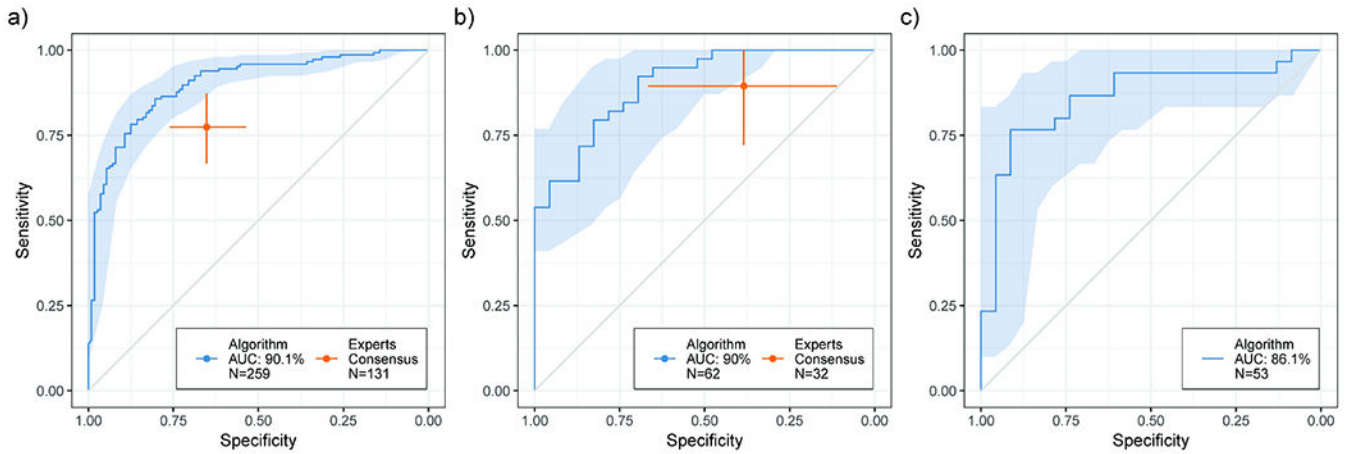 a)
1.00
0.75
0.50
0.25
0.00
Sensitivity
Algorithm
AUC: 90.1%
N=259
Experts
Consensus
N=131
1.00 0.75 0.50 0.25 0.00
Specificity
b)
1.00
0.75
0.50
0.25
0.00
Sensitivity
Algorithm
AUC: 90%
N=62
Experts
Consensus
N=32
1.00 0.75 0.50 0.25 0.00
Specificity
c)
1.00
0.75
0.50
0.25
0.00
Sensitivity
Algorithm
AUC: 86.1%
N=53
1.00 0.75 0.50 0.25 0.00
Specificity